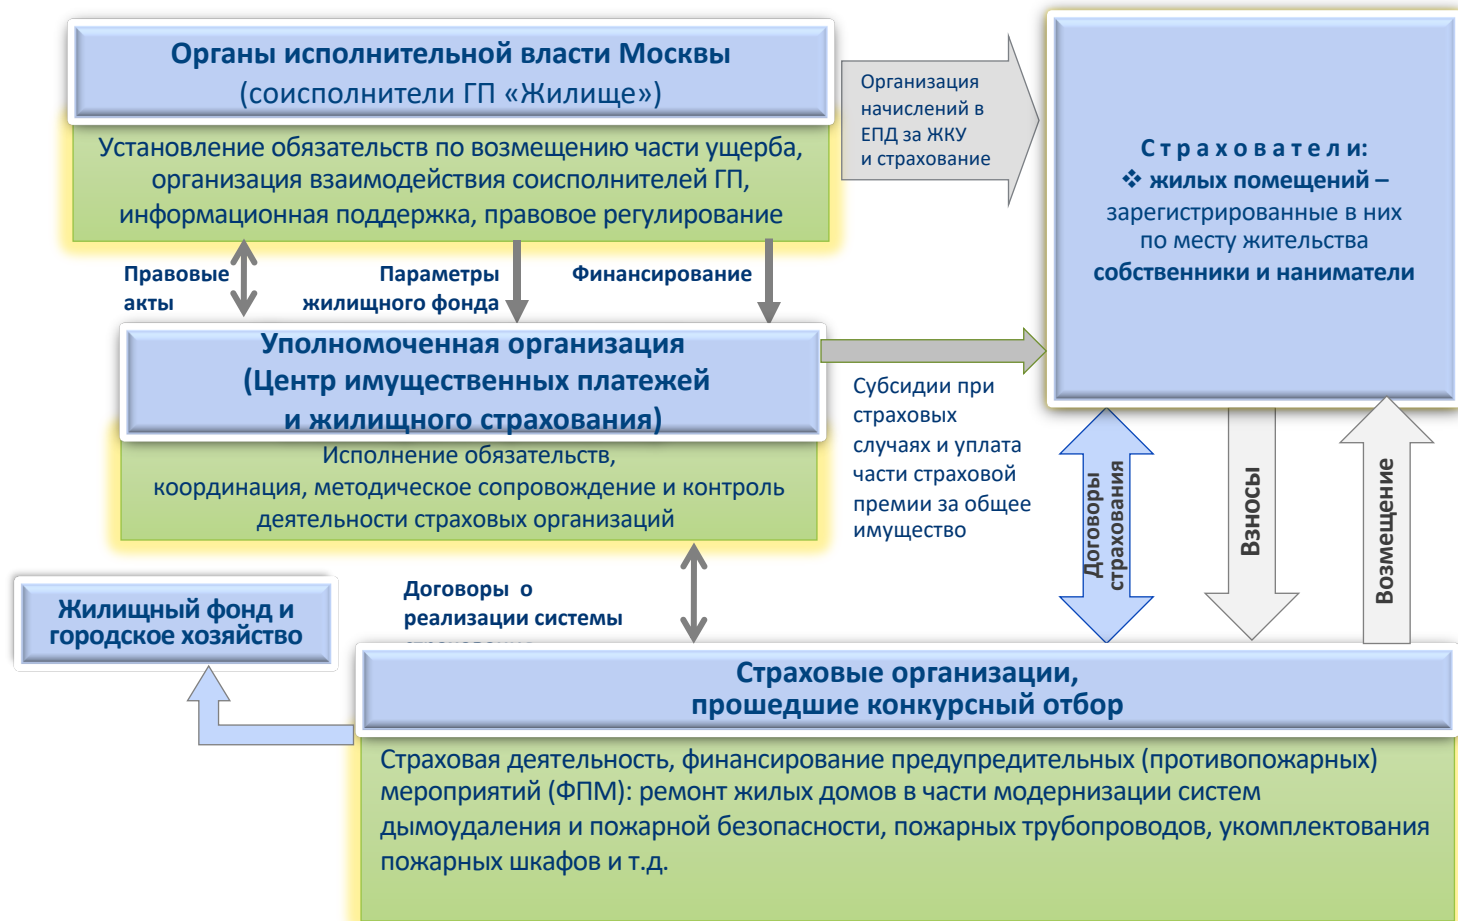 Органы исполнительной власти Москвы
(соисполнители ГП «Жилище»)
Установление обязательств по возмещению части ущерба,
организация взаимодействия соисполнителей ГП,
информационная поддержка, правовое регулирование
Организация
начислений в
ЕПД за ЖКУ
и страхование
С т р а х о в а т е л и:
❖ жилых помещений –
зарегистрированные в них
по месту жительства
собственники и наниматели
Правовые
акты
Параметры
жилищного фонда
Финансирование
Уполномоченная организация
(Центр имущественных платежей
и жилищного страхования)
Исполнение обязательств,
координация, методическое сопровождение и контроль
деятельности страховых организаций
Субсидии при
страховых
случаях и уплата
части страховой
премии за общее
имущество
Договоры
страхования
Взносы
Возмещение
Договоры о
реализации системы
Жилищный фонд и
городское хозяйство
Страховые организации,
прошедшие конкурсный отбор
Страховая деятельность, финансирование предупредительных (противопожарных)
мероприятий (ФПМ): ремонт жилых домов в части модернизации систем
дымоудаления и пожарной безопасности, пожарных трубопроводов, укомплектования
пожарных шкафов и т.д.